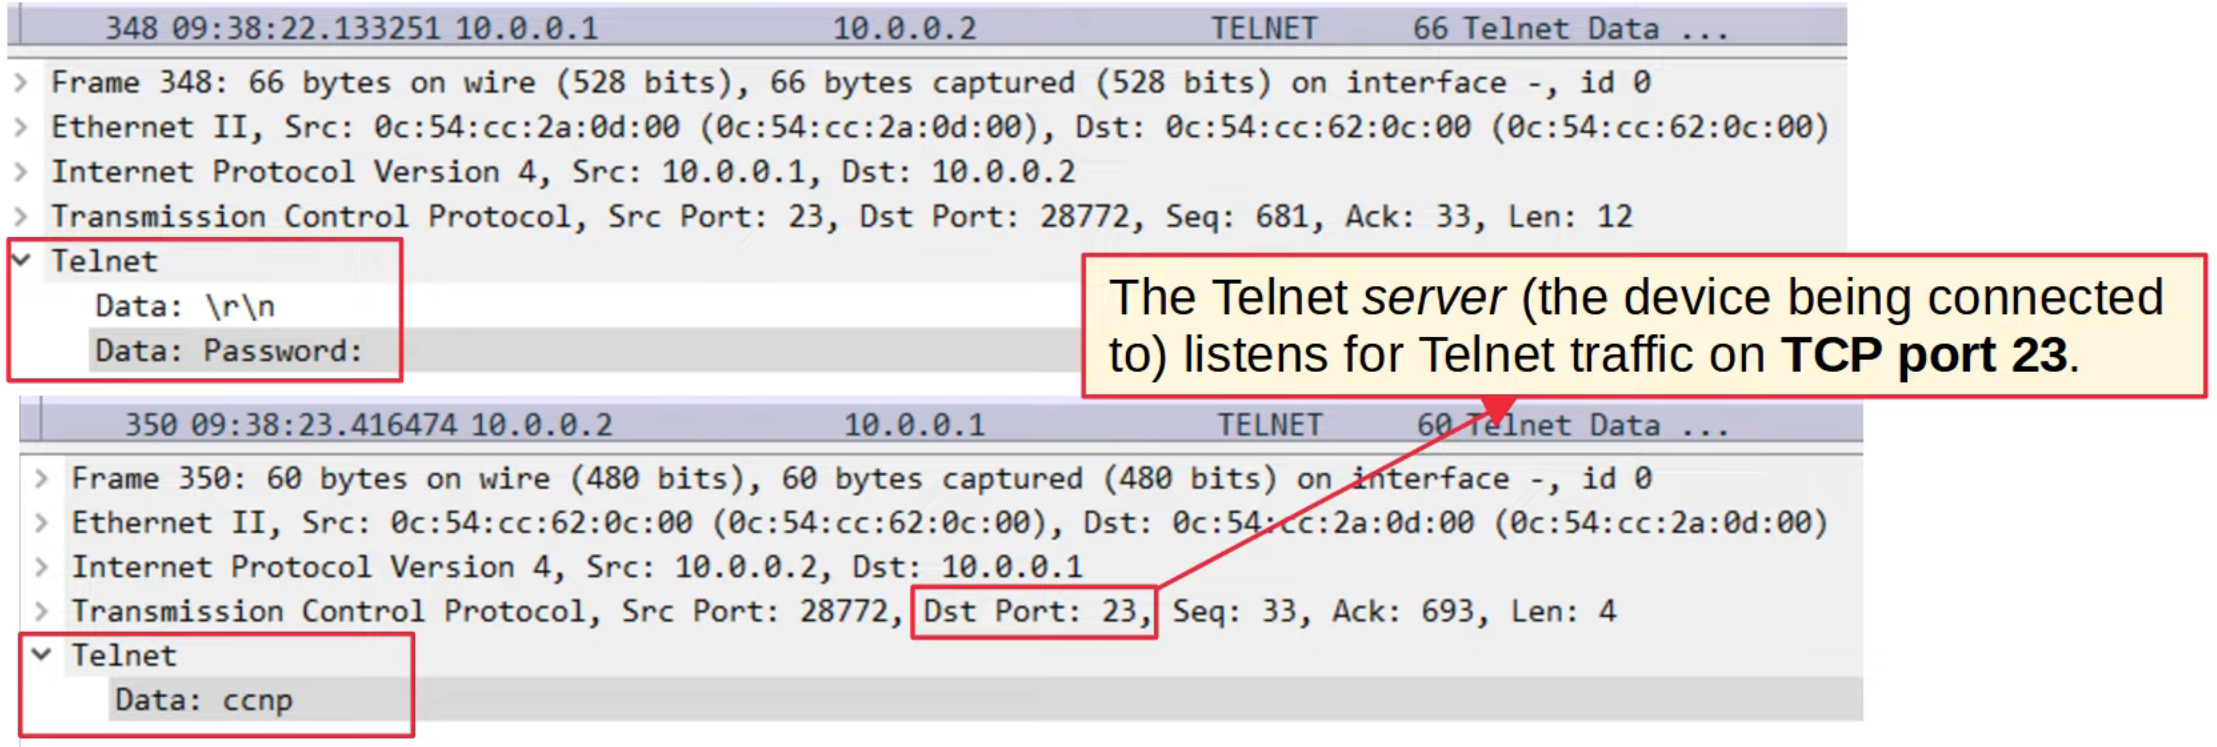 348 09:38:22.133251 10.0.0.1 10.0.0.2 TELNET 66 Telnet Data ...
Frame 348: 66 bytes on wire (528 bits), 66 bytes captured (528 bits) on interface -, id 0
Ethernet II, Src: 0c:54:cc:2a:0d:00 (0c:54:cc:2a:0d:00), Dst: 0c:54:cc:62:0c:00 (0c:54:cc:62:0c:00)
Internet Protocol Version 4, Src: 10.0.0.1, Dst: 10.0.0.2
Transmission Control Protocol, Src Port: 23, Dst Port: 28772, Seq: 681, Ack: 33, Len: 12
Telnet
Data: \r\n
Data: Password:
The Telnet server (the device being connected
to) listens for Telnet traffic on TCP port 23.
350 09:38:23.416474 10.0.0.2 10.0.0.1 TELNET 60 Telnet Data ...
Frame 350: 60 bytes on wire (480 bits), 60 bytes captured (480 bits) on interface -, id 0
Ethernet II, Src: 0c:54:cc:62:0c:00 (0c:54:cc:62:0c:00), Dst: 0c:54:cc:2a:0d:00 (0c:54:cc:2a:0d:00)
Internet Protocol Version 4, Src: 10.0.0.2, Dst: 10.0.0.1
Transmission Control Protocol, Src Port: 28772, Dst Port: 23, Seq: 33, Ack: 693, Len: 4
Telnet
Data: ccnp